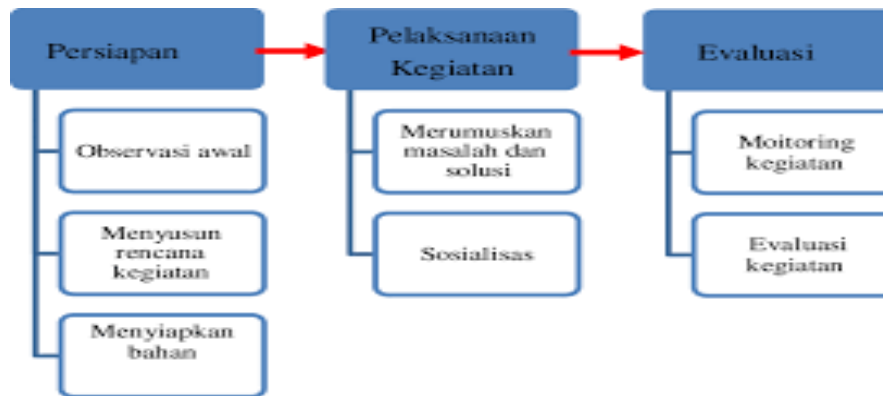 Persiapan
Observasi awal
Menyusun
rencana
kegiatan
Menyiapkan
bahan
Pelaksanaan
Kegiatan
Merumuskan
masalah dan
solusi
Sosialisas
Evaluasi
Moitoring
kegiatan
Evaluasi
kegiatan